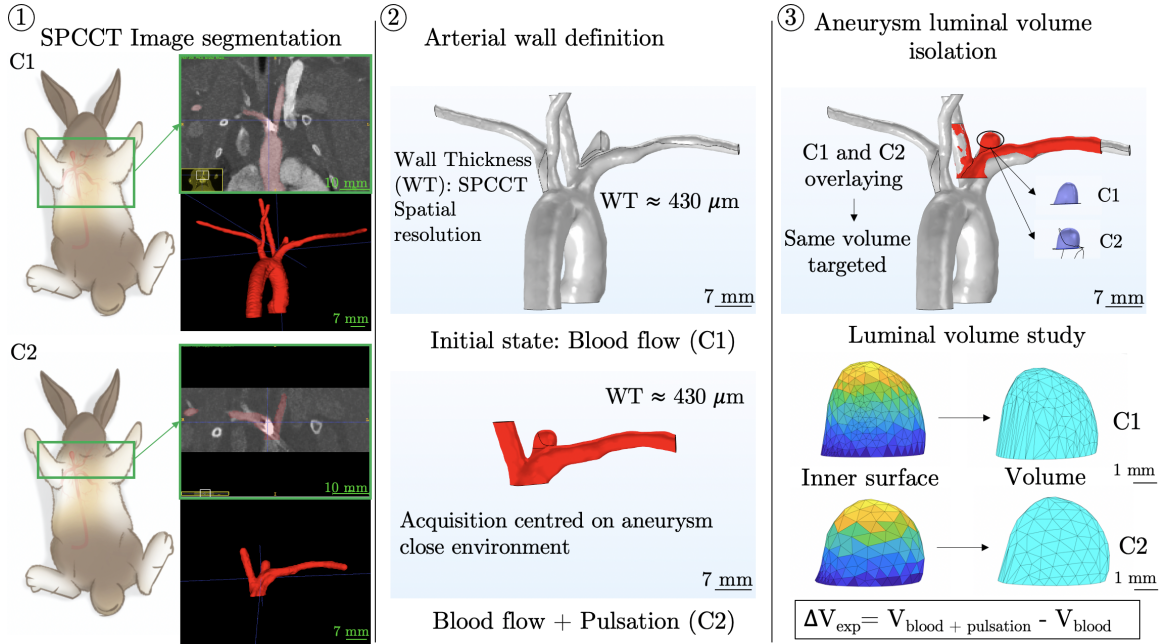 ① SPCCT Image segmentation
C1
10 mm
7 mm
C2
10 mm
7 mm
② Arterial wall definition
Wall Thickness
(WT): SPCCT
Spatial
resolution
WT ≈ 430 μm
7 mm
Initial state: Blood flow (C1)
WT ≈ 430 μm
Acquisition centred on aneurysm
close environment
7 mm
Blood flow + Pulsation (C2)
③ Aneurysm luminal volume
isolation
C1 and C2
overlaying
Same volume
targeted
C1
C2
7 mm
Luminal volume study
C1
1 mm
Inner surface
Volume
C2
1 mm
ΔV_exp= V_blood + pulsation - V_blood